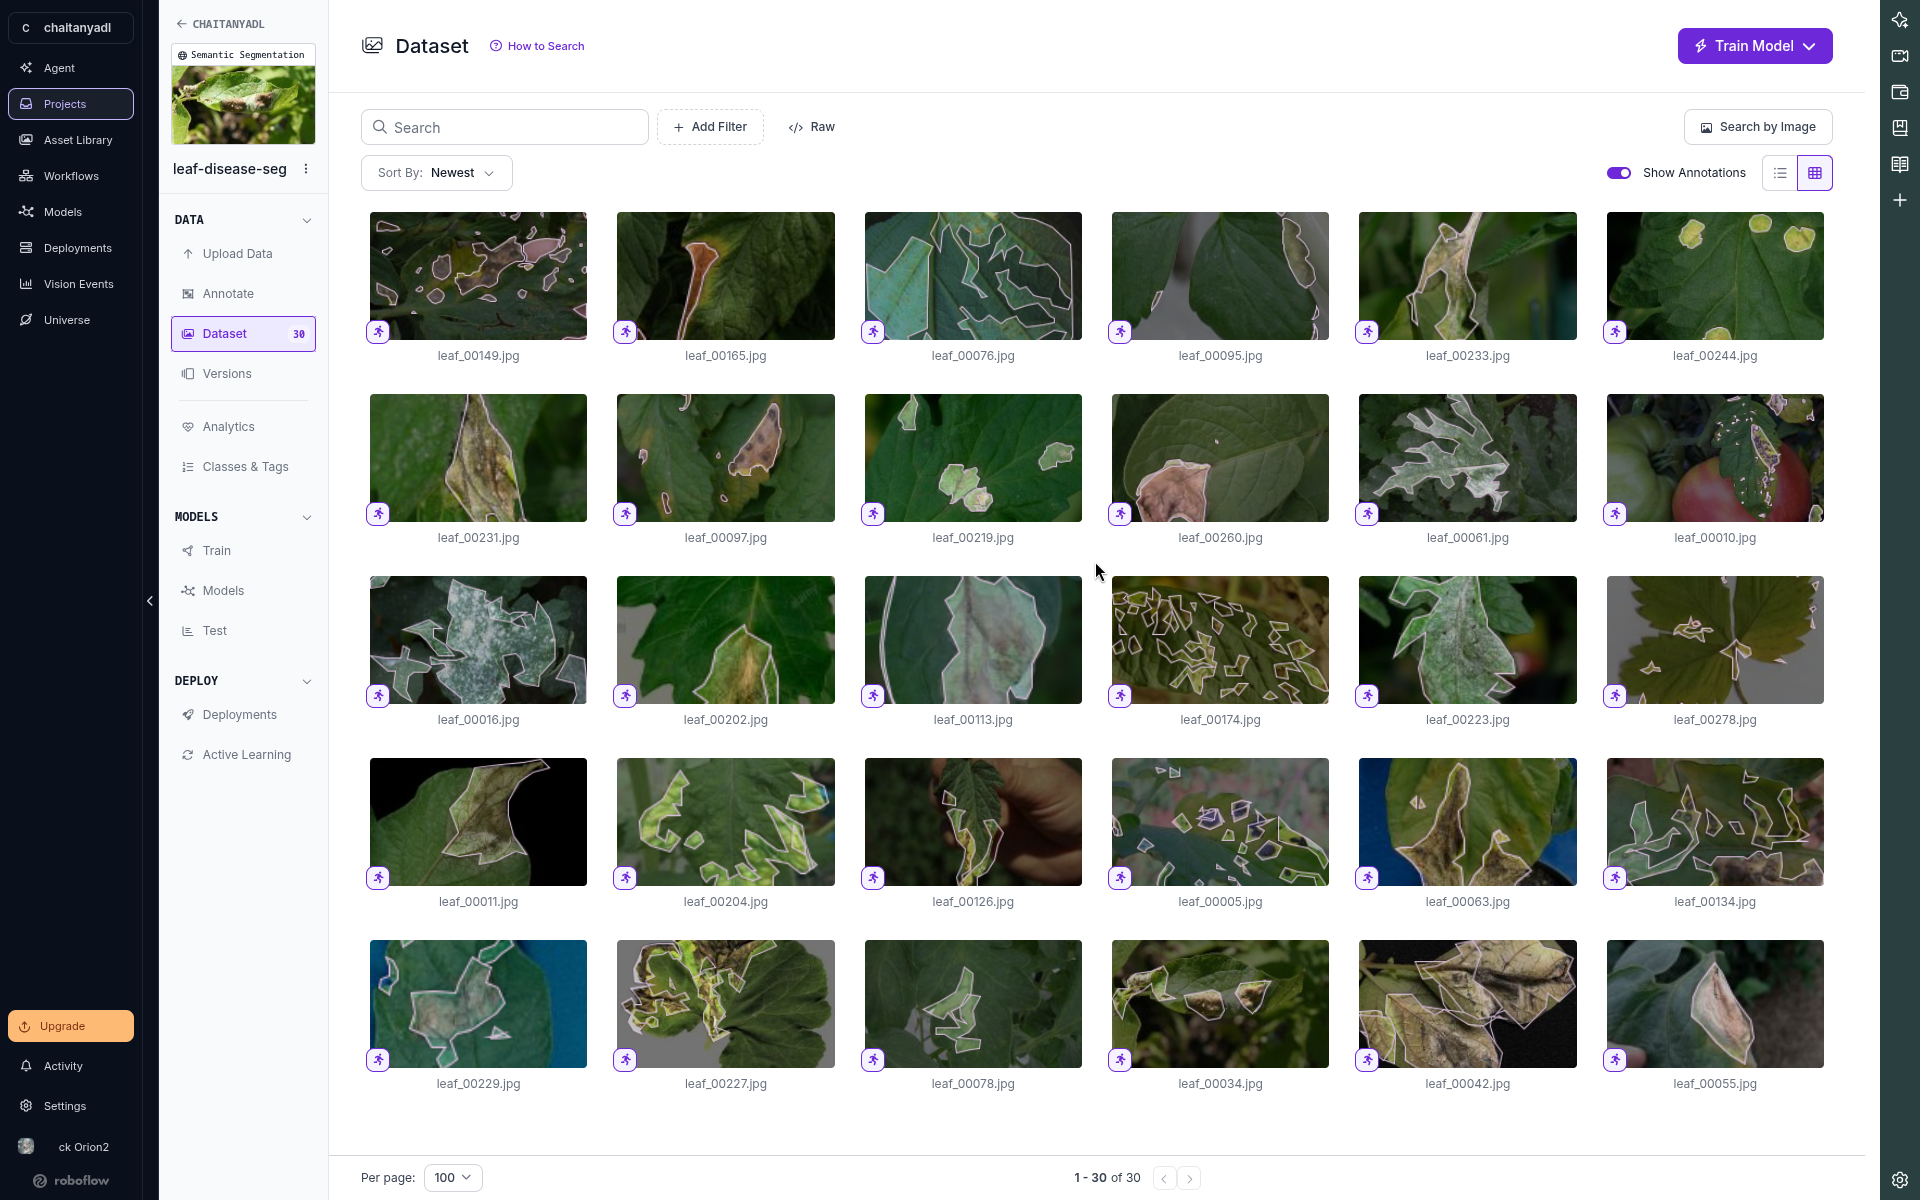 C chaitanyadl
Agent
Projects
Asset Library
Workflows
Models
Deployments
Vision Events
Universe
Upgrade
Activity
Settings
ck Orion2
roboflow
CHAITANYADL
Semantic Segmentation
leaf-disease-seg
DATA
Upload Data
Annotate
Dataset 30
Versions
Analytics
Classes & Tags
MODELS
Train
Models
Test
DEPLOY
Deployments
Active Learning
Dataset How to Search Train Model
Search Add Filter </> Raw Search by Image
Sort By: Newest Show Annotations
leaf_00149.jpg leaf_00165.jpg leaf_00076.jpg leaf_00095.jpg leaf_00233.jpg leaf_00244.jpg
leaf_00231.jpg leaf_00097.jpg leaf_00219.jpg leaf_00260.jpg leaf_00061.jpg leaf_00010.jpg
leaf_00016.jpg leaf_00202.jpg leaf_00113.jpg leaf_00174.jpg leaf_00223.jpg leaf_00278.jpg
leaf_00011.jpg leaf_00204.jpg leaf_00126.jpg leaf_00005.jpg leaf_00063.jpg leaf_00134.jpg
leaf_00229.jpg leaf_00227.jpg leaf_00078.jpg leaf_00034.jpg leaf_00042.jpg leaf_00055.jpg
Per page: 100 1 - 30 of 30